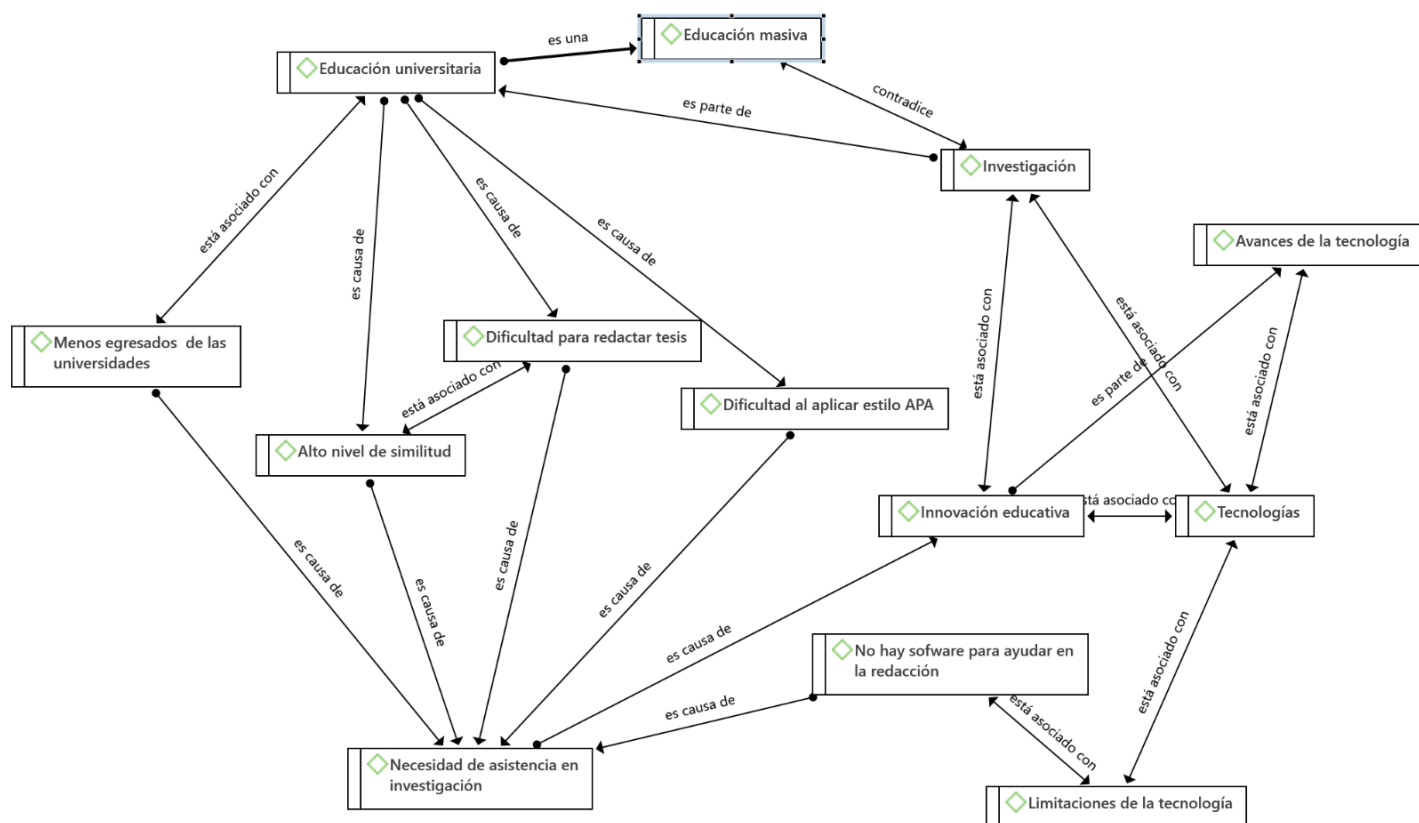 Educación masiva
es una
Educación universitaria
contradice
es parte de
Investigación
está asociado con
es causa de
es causa de
es causa de
Avances de la tecnología
está asociado con
está asociado con
es parte de
está asociado con
Menos egresados de las
universidades
Dificultad para redactar tesis
está asociado con
Dificultad al aplicar estilo APA
Alto nivel de similitud
Innovación educativa
está asociado co
Tecnologías
es causa de
es causa de
es causa de
es causa de
es causa de
No hay sofware para ayudar en
la redacción
está asociado con
es causa de
está asociado con
Necesidad de asistencia en
investigación
Limitaciones de la tecnología